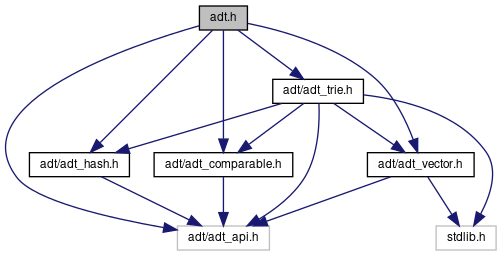 adt.h
adt/adt_trie.h
adt/adt_hash.h
adt/adt_comparable.h
adt/adt_vector.h
adt/adt_api.h
stdlib.h